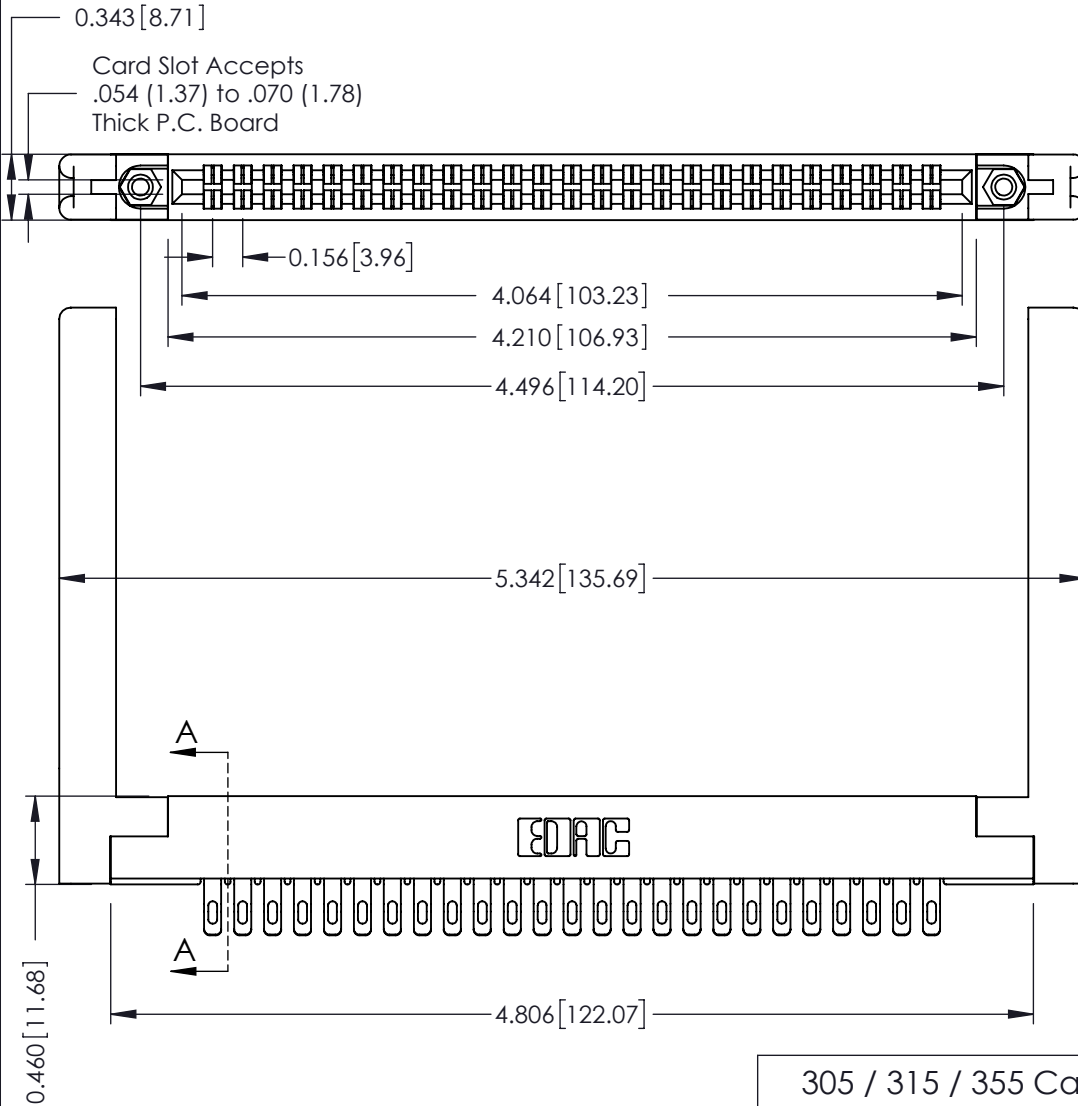 0.343[8.71]
Card Slot Accepts
.054 (1.37) to .070 (1.78)
Thick P.C. Board
0.156[3.96]
4.064[103.23]
4.210[106.93]
4.496[114.20]
5.342[135.69]
A
EDAC
A
0.460[11.68]
4.806[122.07]
305 / 315 / 355 Ca